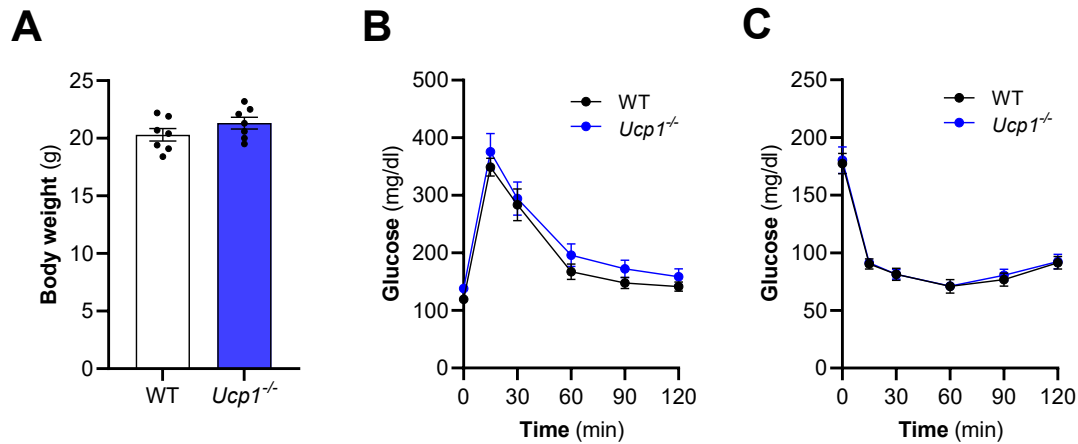 A
Body weight (g)
25
20
15
10
5
0
WT
Ucp1-/-
B
Glucose (mg/dl)
500
400
300
200
100
0
WT
Ucp1-/-
0 30 60 90 120
Time (min)
C
Glucose (mg/dl)
250
200
150
100
50
0
WT
Ucp1-/-
0 30 60 90 120
Time (min)